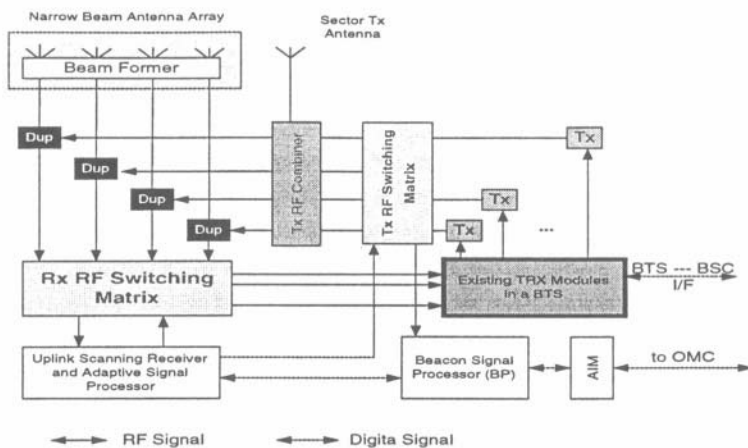 Narrow Beam Antenna Array
Sector Tx
Antenna
Beam Former
Dup
Dup
Dup
Dup
Tx RF Combiner
Tx RF Switching
Matrix
Tx
Tx
Tx
...
Rx RF Switching
Matrix
Existing TRX Modules
in a BTS
BTS --- BSC
I/F
Uplink Scanning Receiver
and Adaptive Signal
Processor
Beacon Signal
Processor (BP)
AIM
to OMC
RF Signal
Digita Signal